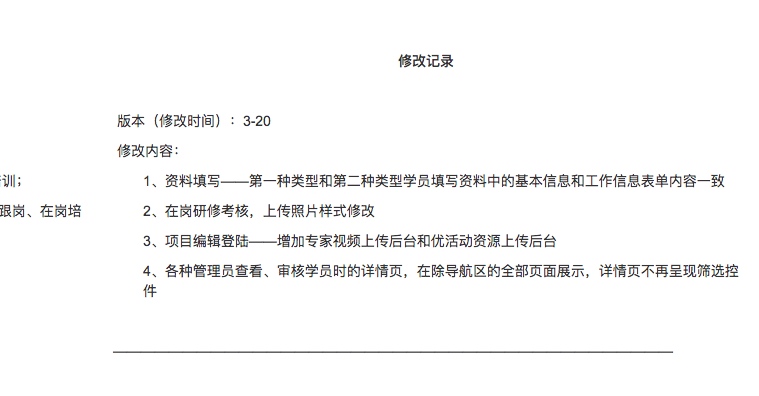 修改记录
版本（修改时间）：3-20
修改内容：
1、资料填写——第一种类型和第二种类型学员填写资料中的基本信息和工作信息表单内容一致
训；
2、在岗研修考核，上传照片样式修改
跟岗、在岗培
3、项目编辑登陆——增加专家视频上传后台和优活动资源上传后台
4、各种管理员查看、审核学员时的详情页，在除导航区的全部页面展示，详情页不再呈现筛选控
件